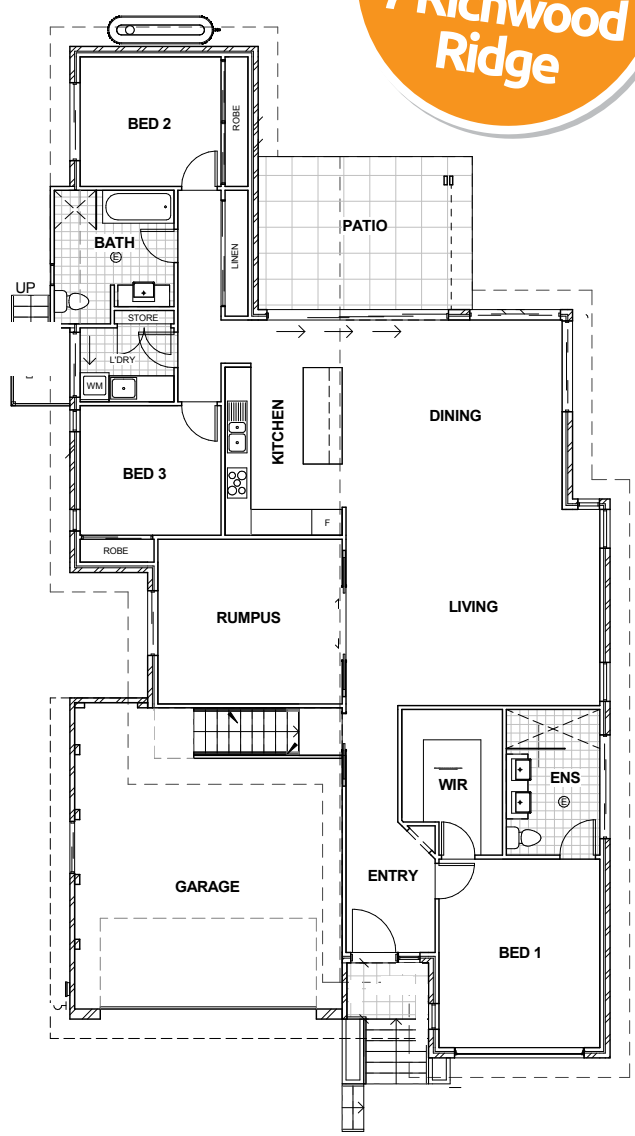 Richwood
Ridge
BED 2
ROBE
PATIO
BATH
E
LINEN
UP
STORE
L'DRY
WM
KITCHEN
DINING
BED 3
F
ROBE
RUMPUS
LIVING
WIR
ENS
E
ENTRY
GARAGE
BED 1